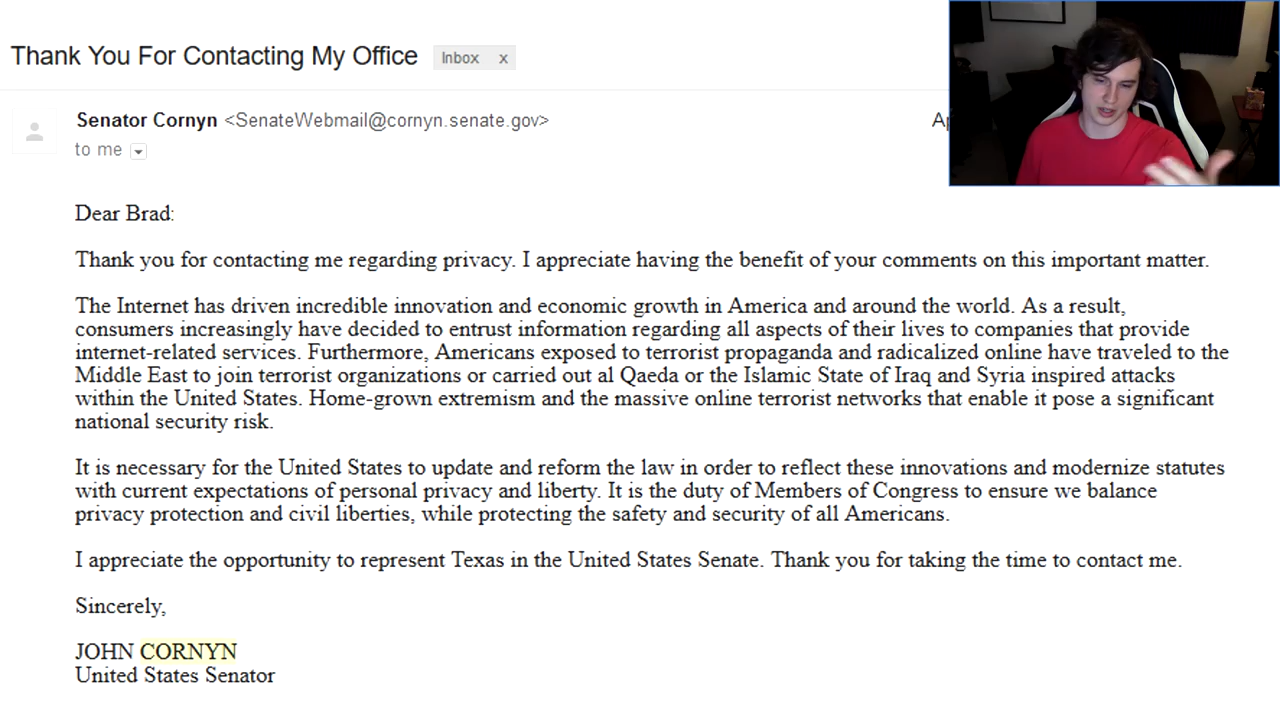 Thank You For Contacting My Office Inbox x
Senator Cornyn <SenateWebmail@cornyn.senate.gov>
to me
Dear Brad:
Thank you for contacting me regarding privacy. I appreciate having the benefit of your comments on this important matter.
The Internet has driven incredible innovation and economic growth in America and around the world. As a result,
consumers increasingly have decided to entrust information regarding all aspects of their lives to companies that provide
internet-related services. Furthermore, Americans exposed to terrorist propaganda and radicalized online have traveled to the
Middle East to join terrorist organizations or carried out al Qaeda or the Islamic State of Iraq and Syria inspired attacks
within the United States. Home-grown extremism and the massive online terrorist networks that enable it pose a significant
national security risk.
It is necessary for the United States to update and reform the law in order to reflect these innovations and modernize statutes
with current expectations of personal privacy and liberty. It is the duty of Members of Congress to ensure we balance
privacy protection and civil liberties, while protecting the safety and security of all Americans.
I appreciate the opportunity to represent Texas in the United States Senate. Thank you for taking the time to contact me.
Sincerely,
JOHN CORNYN
United States Senator